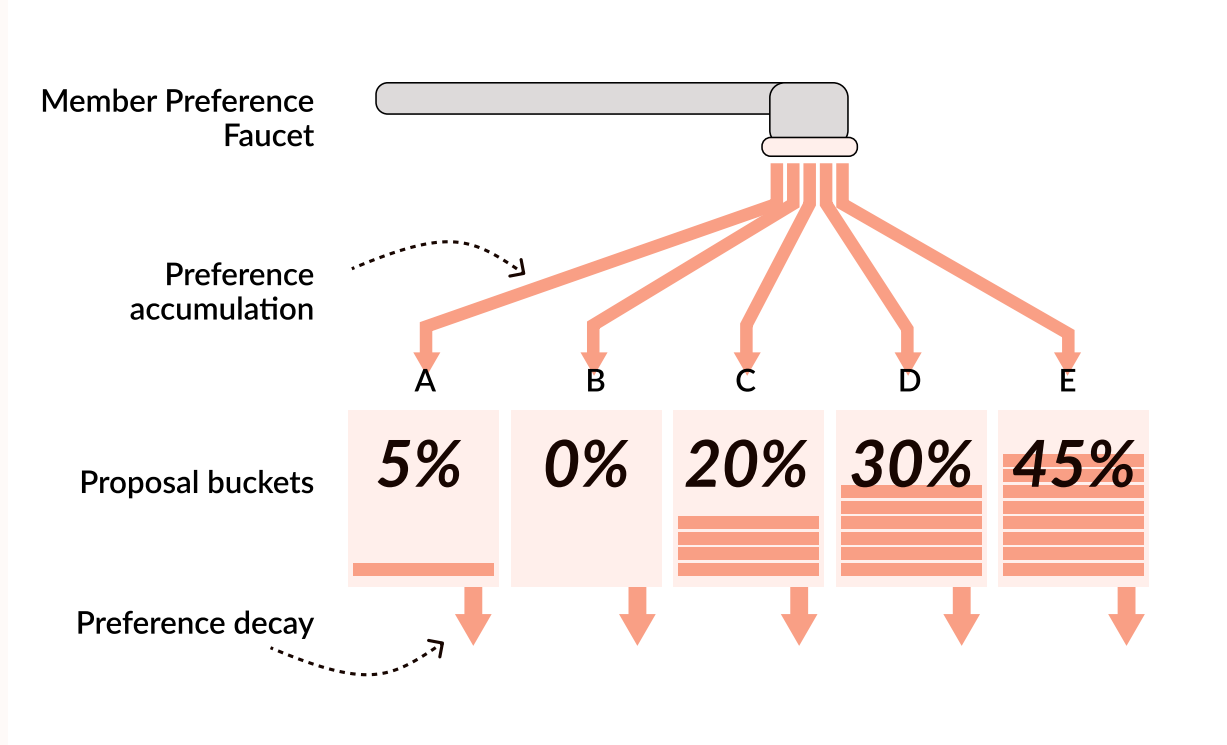 Member Preference
Faucet
Preference
accumulation
A B C D E
Proposal buckets
5% 0% 20% 30% 45%
Preference decay